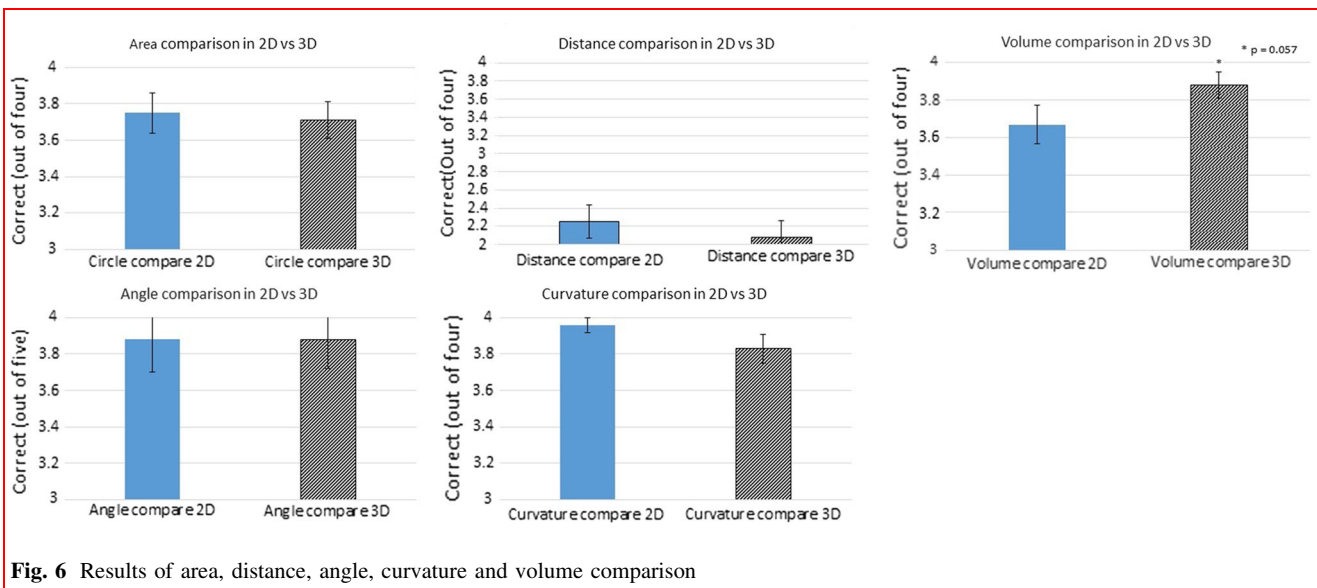 Area comparison in 2D vs 3D
Correct (out of four)
4
3.8
3.6
3.4
3.2
3
Circle compare 2D
Circle compare 3D
Distance comparison in 2D vs 3D
Correct(Out of four)
4
3.8
3.6
3.4
3.2
3
2.8
2.6
2.4
2.2
2
Distance compare 2D
Distance compare 3D
Volume comparison in 2D vs 3D
* p = 0.057
*
Correct (out of four)
4
3.8
3.6
3.4
3.2
3
Volume compare 2D
Volume compare 3D
Angle comparison in 2D vs 3D
Correct (out of five)
4
3.8
3.6
3.4
3.2
3
Angle compare 2D
Angle compare 3D
Curvature comparison in 2D vs 3D
Correct (out of four)
4
3.8
3.6
3.4
3.2
3
Curvature compare 2D
Curvature compare 3D
Fig. 6 Results of area, distance, angle, curvature and volume comparison